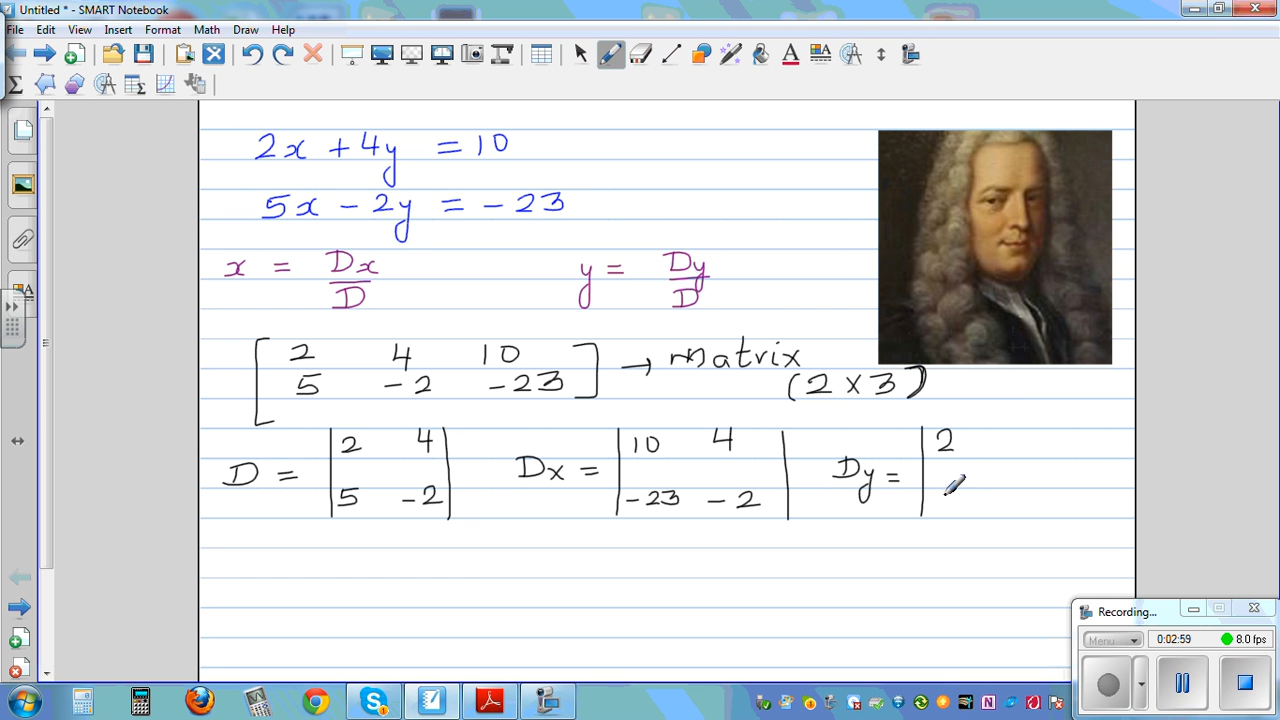 Untitled * - SMART Notebook
File Edit View Insert Format Math Draw Help
2x + 4y = 10
5x - 2y = -23
x = Dx/D y = Dy/D
[ 2 4 10
5 -2 -23 ] → Matrix
(2 x 3)
D = | 2 4
5 -2 | Dx = | 10 4
-23 -2 | Dy = | 2
Recording...
Menu 0:02:59 8.0 fps